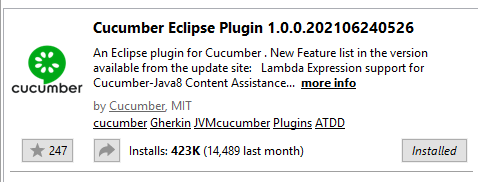 Cucumber Eclipse Plugin 1.0.0.202106240526
An Eclipse plugin for Cucumber . New Feature list in the version
available from the update site: Lambda Expression support for
Cucumber-Java8 Content Assistance... more info
cucumber
by Cucumber, MIT
cucumber Gherkin JVMcucumber Plugins ATDD
247 Installs: 423K (14,489 last month) Installed